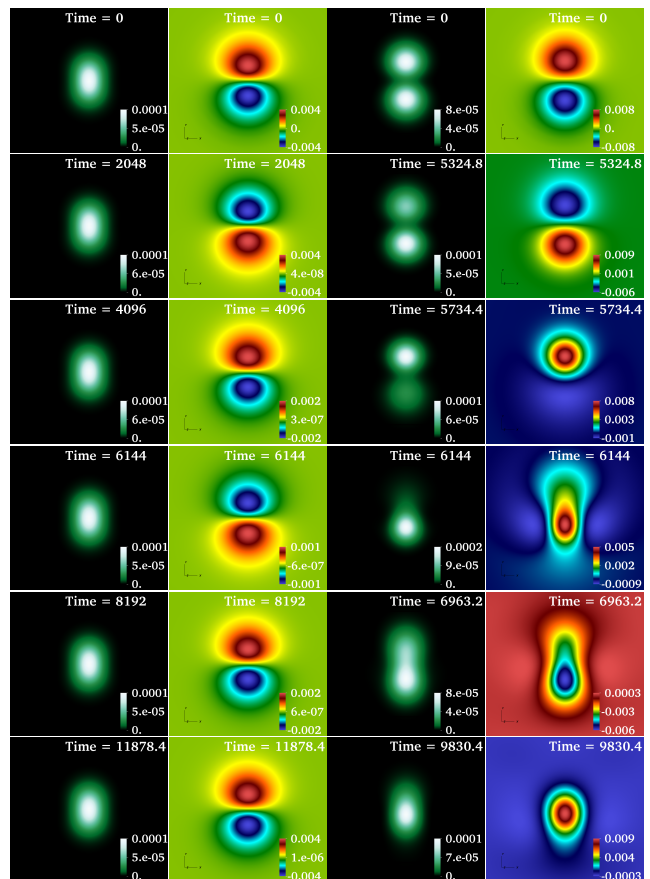 Time = 0 Time = 0 Time = 0 Time = 0
0.0001 0.004 8e-05 0.008
5.e-05 0. 4e-05 0.
0. -0.004 0. -0.008
Time = 2048 Time = 2048 Time = 5324.8 Time = 5324.8
0.0001 0.004 0.0001 0.009
6.e-05 4.e-08 5.e-05 0.001
0. -0.004 0. -0.006
Time = 4096 Time = 4096 Time = 5734.4 Time = 5734.4
0.0001 0.002 0.0001 0.008
6.e-05 3.e-07 6.e-05 0.003
0. -0.002 0. -0.001
Time = 6144 Time = 6144 Time = 6144 Time = 6144
0.0001 0.001 0.0002 0.005
6.e-05 -6.e-07 9.e-05 0.002
0. -0.001 0. -0.0009
Time = 8192 Time = 8192 Time = 6963.2 Time = 6963.2
0.0001 0.002 8.e-05 0.0003
5.e-05 6.e-07 4.e-05 -0.003
0. -0.002 0. -0.006
Time = 11878.4 Time = 11878.4 Time = 9830.4 Time = 9830.4
0.0001 0.004 0.0001 0.009
5.e-05 1.e-06 7.e-05 0.004
0. -0.004 0. -0.0003